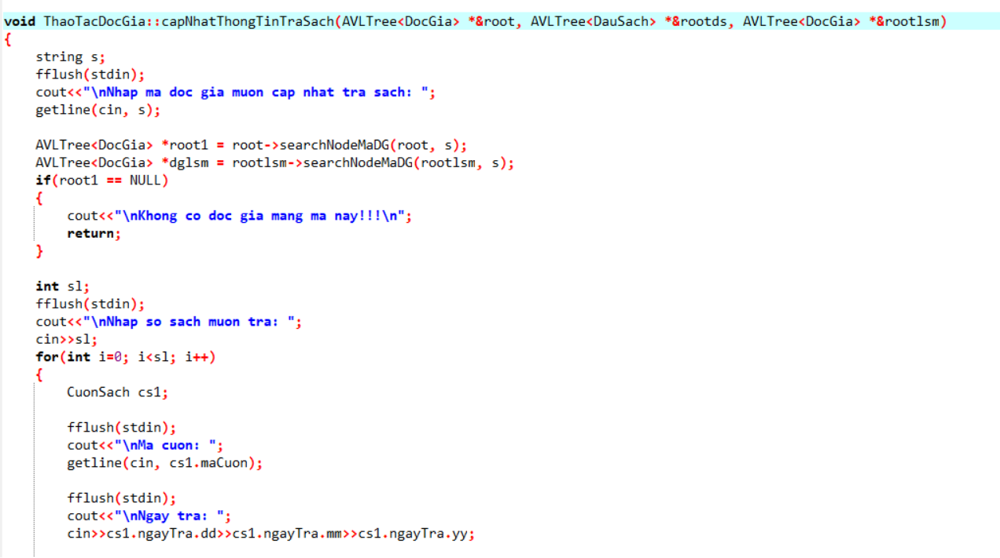 void ThaoTacDocGia::capNhatThongTinTraSach(AVLTree<DocGia> *&root, AVLTree<DauSach> *&rootds, AVLTree<DocGia> *&rootlsm)
{
    string s;
    fflush(stdin);
    cout<<"\nNhap ma doc gia muon cap nhat tra sach: ";
    getline(cin, s);

    AVLTree<DocGia> *root1 = root->searchNodeMaDG(root, s);
    AVLTree<DocGia> *dglsm = rootlsm->searchNodeMaDG(rootlsm, s);
    if(root1 == NULL)
    {
        cout<<"\nKhong co doc gia mang ma nay!!!\n";
        return;
    }

    int sl;
    fflush(stdin);
    cout<<"\nNhap so sach muon tra: ";
    cin>>sl;
    for(int i=0; i<sl; i++)
    {
        CuonSach cs1;

        fflush(stdin);
        cout<<"\nMa cuon: ";
        getline(cin, cs1.maCuon);

        fflush(stdin);
        cout<<"\nNgay tra: ";
        cin>>cs1.ngayTra.dd>>cs1.ngayTra.mm>>cs1.ngayTra.yy;